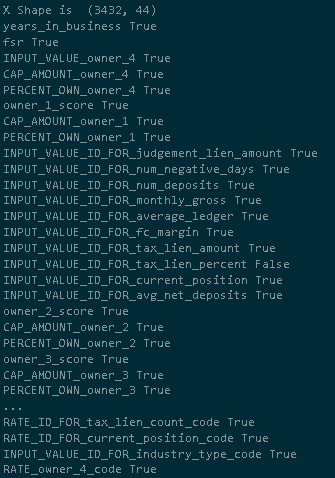 X Shape is  (3432, 44)
years_in_business True
fsr True
INPUT_VALUE_owner_4 True
CAP_AMOUNT_owner_4 True
PERCENT_OWN_owner_4 True
owner_1_score True
CAP_AMOUNT_owner_1 True
PERCENT_OWN_owner_1 True
INPUT_VALUE_ID_FOR_judgement_lien_amount True
INPUT_VALUE_ID_FOR_num_negative_days True
INPUT_VALUE_ID_FOR_num_deposits True
INPUT_VALUE_ID_FOR_monthly_gross True
INPUT_VALUE_ID_FOR_average_ledger True
INPUT_VALUE_ID_FOR_fc_margin True
INPUT_VALUE_ID_FOR_tax_lien_amount True
INPUT_VALUE_ID_FOR_tax_lien_percent False
INPUT_VALUE_ID_FOR_current_position True
INPUT_VALUE_ID_FOR_avg_net_deposits True
owner_2_score True
CAP_AMOUNT_owner_2 True
PERCENT_OWN_owner_2 True
owner_3_score True
CAP_AMOUNT_owner_3 True
PERCENT_OWN_owner_3 True
...
RATE_ID_FOR_tax_lien_count_code True
RATE_ID_FOR_current_position_code True
INPUT_VALUE_ID_FOR_industry_type_code True
RATE_owner_4_code True